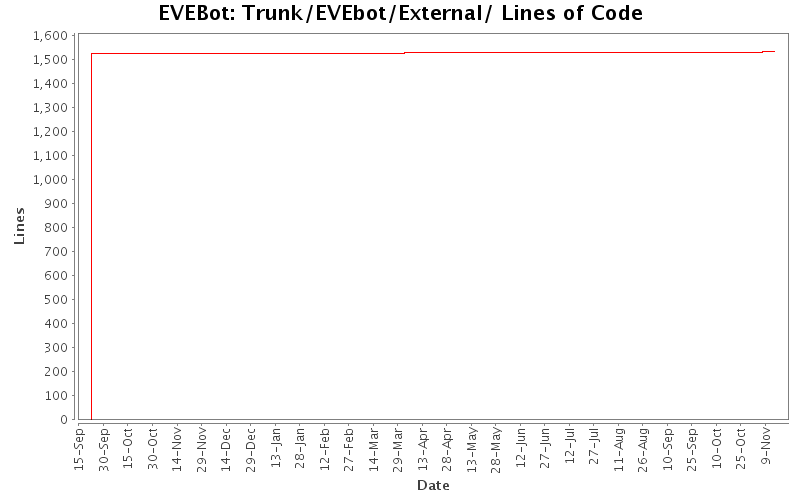 EVEBot: Trunk/EVEbot/External/ Lines of Code
1,600
1,500
1,400
1,300
1,200
1,100
1,000
900
800
700
600
500
400
300
200
100
0
Lines
15-Sep
30-Sep
15-Oct
30-Oct
14-Nov
29-Nov
14-Dec
29-Dec
13-Jan
28-Jan
12-Feb
27-Feb
14-Mar
29-Mar
13-Apr
28-Apr
13-May
28-May
12-Jun
27-Jun
12-Jul
27-Jul
11-Aug
26-Aug
10-Sep
25-Sep
10-Oct
25-Oct
9-Nov
Date